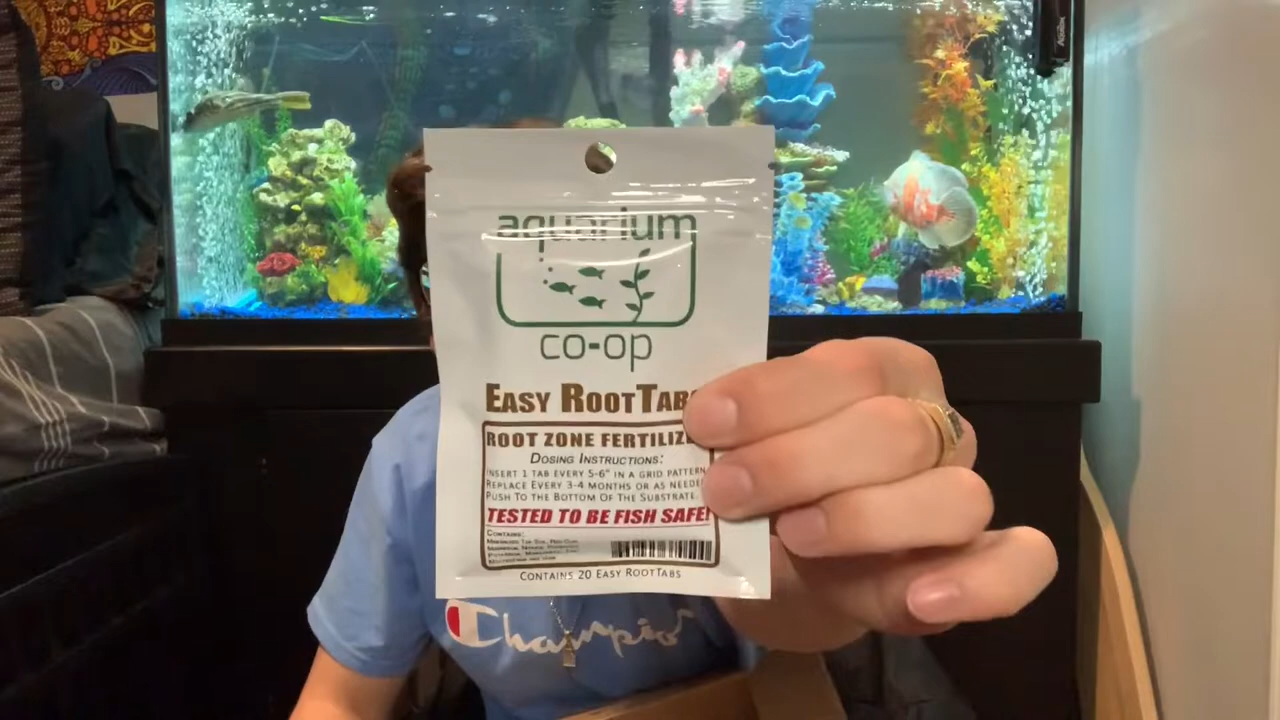 aquarium
co-op
EASY ROOTTAB
ROOT ZONE FERTILIZE
DOSING INSTRUCTIONS:
INSERT 1 TAB EVERY 5-6" IN A GRID PATTERN
REPLACE EVERY 3-4 MONTHS OR AS NEEDE
PUSH TO THE BOTTOM OF THE SUBSTRATE.
TESTED TO BE FISH SAFE!
CONTAINS:
CONTAINS 20 EASY ROOTTABS
Champion